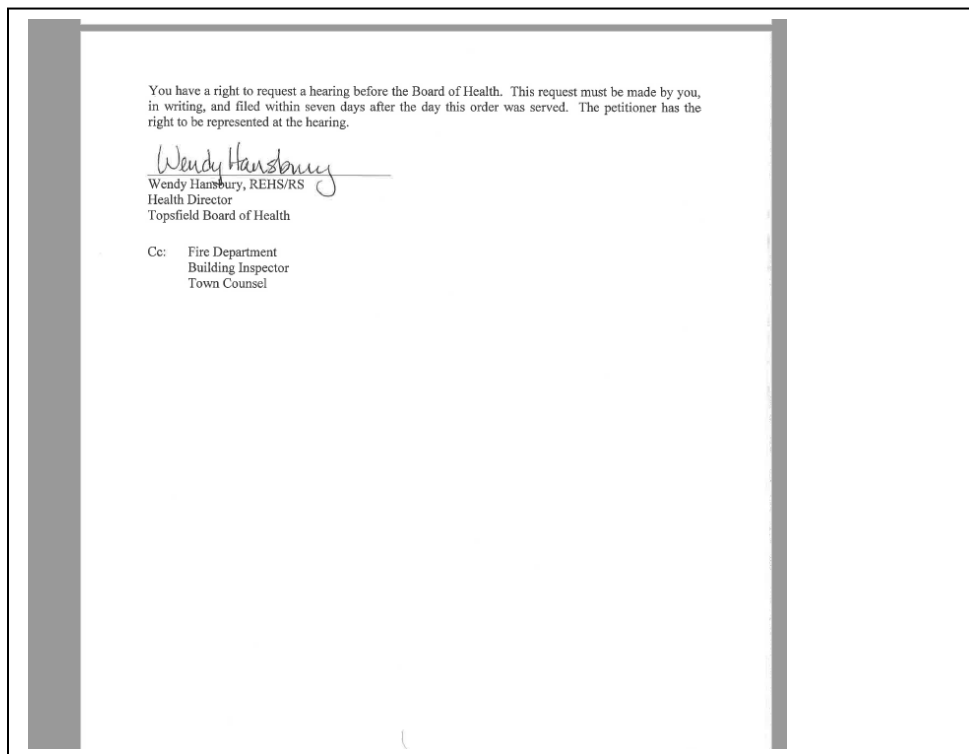 You have a right to request a hearing before the Board of Health. This request must be made by you,
in writing, and filed within seven days after the day this order was served. The petitioner has the
right to be represented at the hearing.
Wendy Hansbury
Wendy Hansbury, REHS/RS
Health Director
Topsfield Board of Health
Cc: Fire Department
Building Inspector
Town Counsel